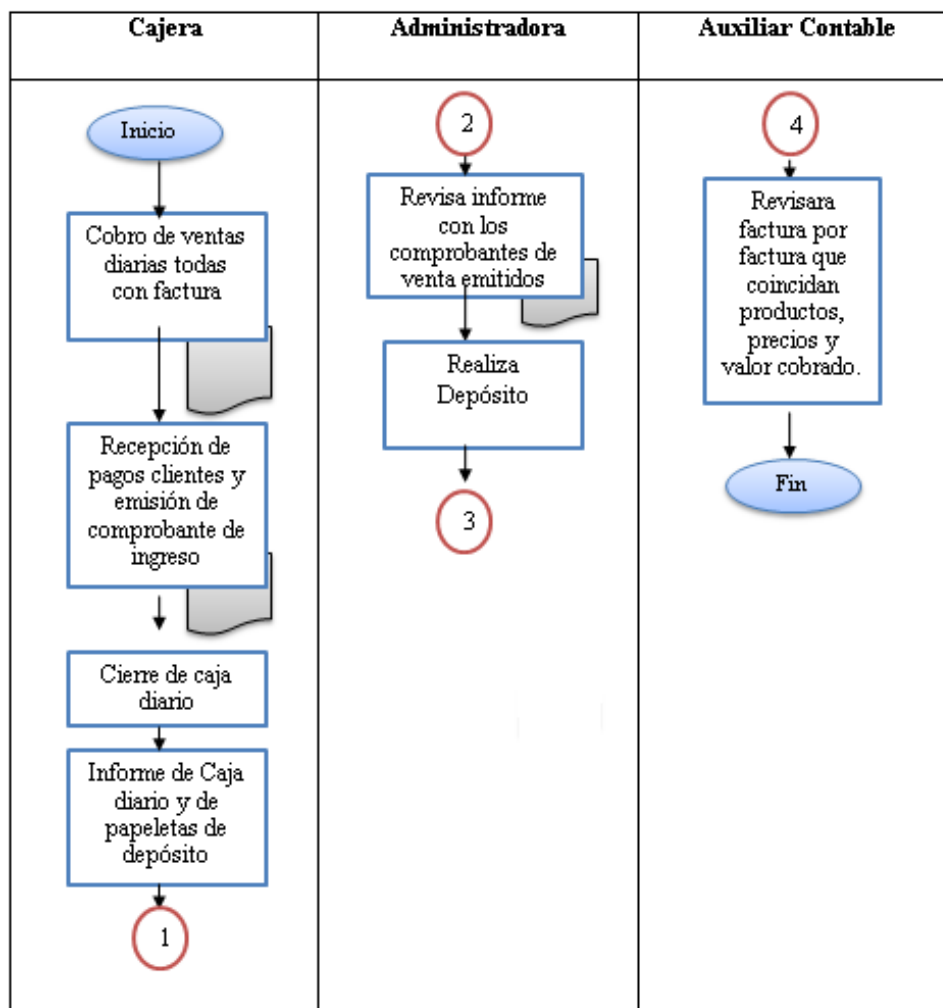 Cajera
Administradora
Auxiliar Contable
Inicio
Cobro de ventas
diarias todas
con factura
Recepción de
pagos clientes y
emisión de
comprobante de
ingreso
Cierre de caja
diario
Informe de Caja
diario y de
papeletas de
depósito
1
2
Revisa informe
con los
comprobantes de
venta emitidos
Realiza
Depósito
3
4
Revisara
factura por
factura que
coincidan
productos,
precios y
valor cobrado.
Fin